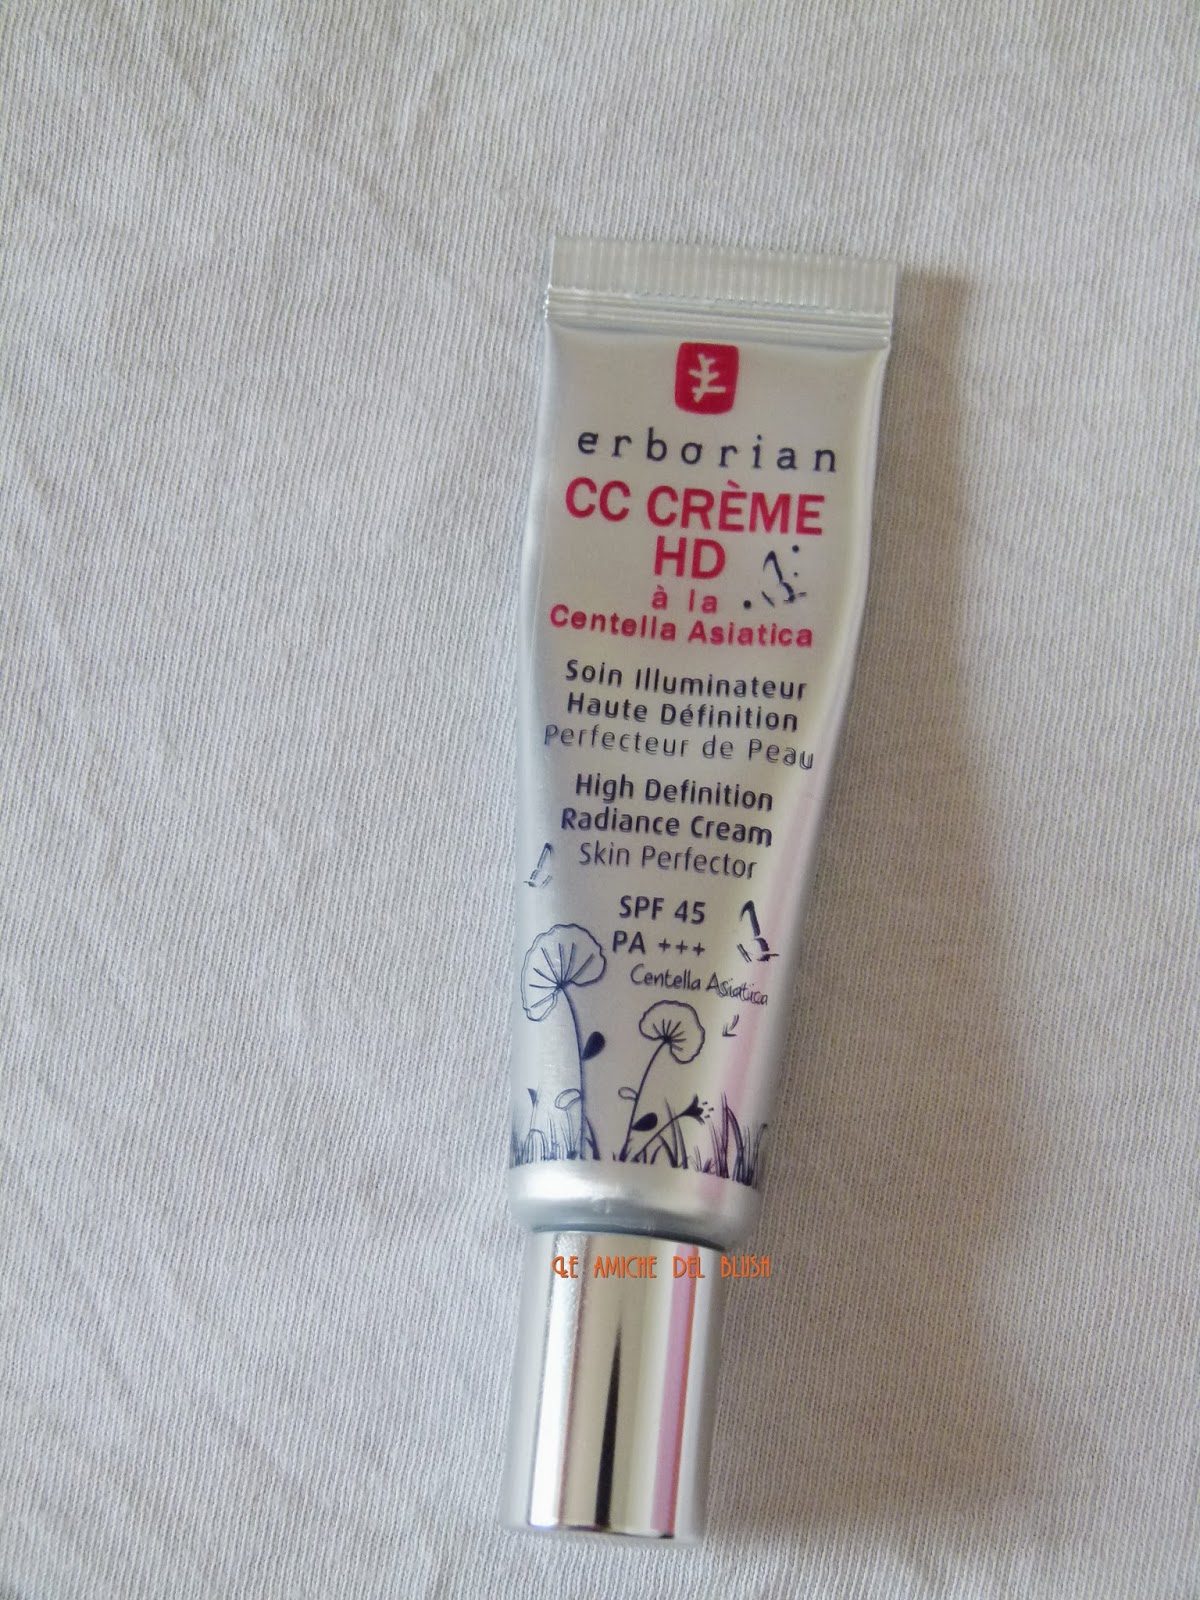 erborian
CC CRÈME
HD
à la
Centella Asiatica
Soin Illuminateur
Haute Définition
Perfecteur de Peau
High Definition
Radiance Cream
Skin Perfector
SPF 45
PA +++
Centella Asiatica
LE AMICHE DEL BLUSH